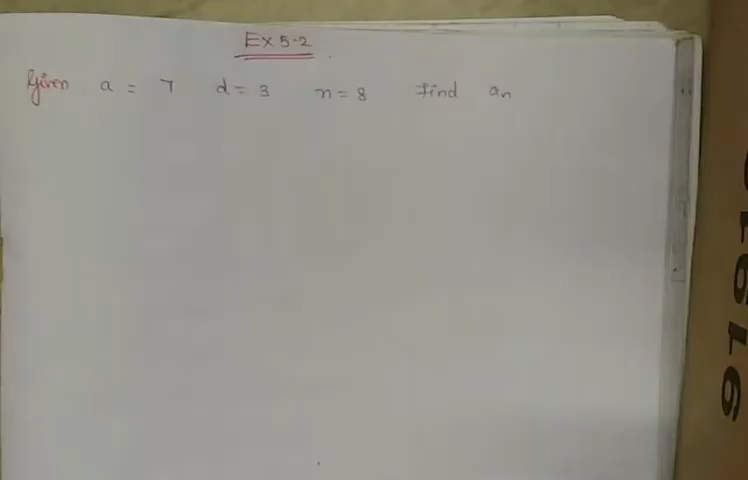 Ex 5-2
Given a = 7 d = 3 n = 8 Find an